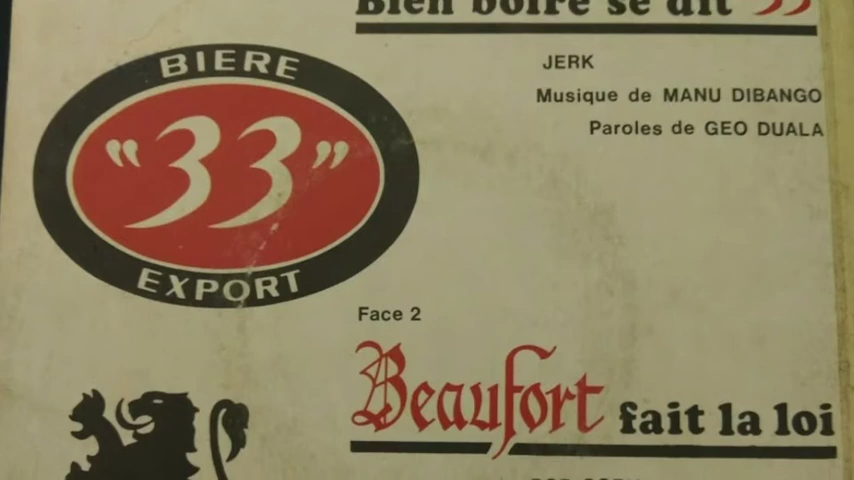 Bien boire se dit 33
BIERE
"33"
EXPORT
JERK
Musique de MANU DIBANGO
Paroles de GEO DUALA
Face 2
Beaufort fait la loi